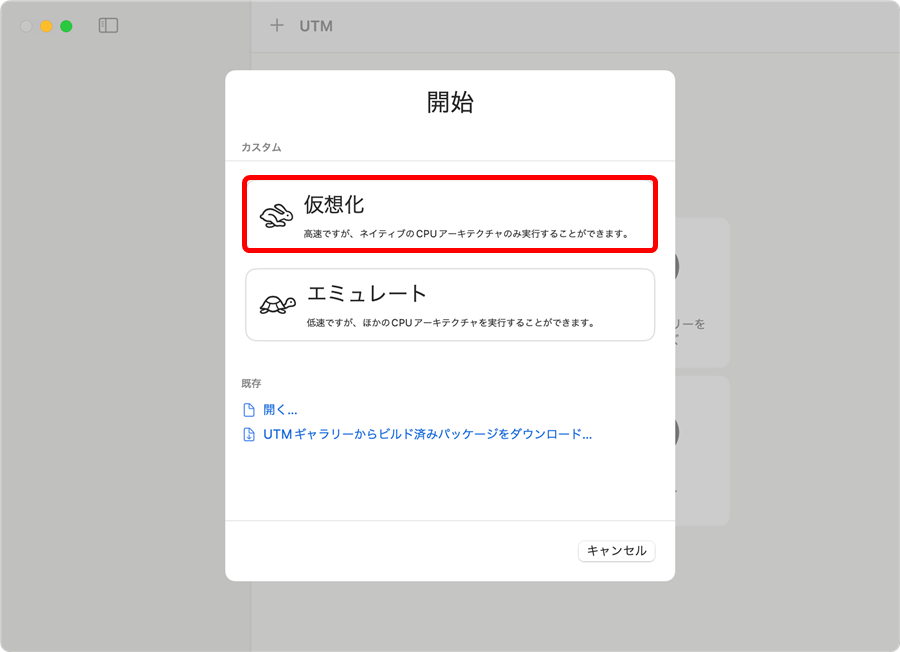 UTM
開始
カスタム
仮想化
高速ですが、ネイティブのCPUアーキテクチャのみ実行することができます。
エミュレート
低速ですが、ほかのCPUアーキテクチャを実行することができます。
リーを
既存
開く...
UTMギャラリーからビルド済みパッケージをダウンロード...
キャンセル